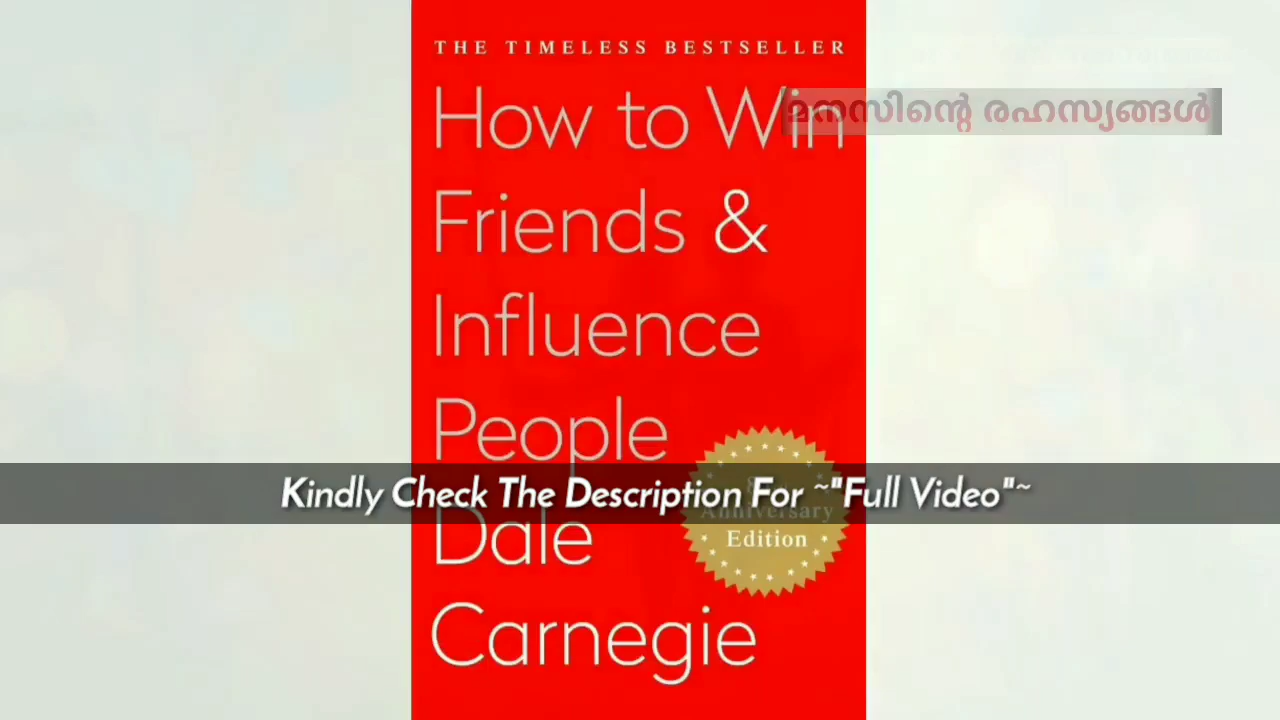 THE TIMELESS BESTSELLER
How to Win
മനസിന്റെ രഹസ്യങ്ങൾ
Friends &
Influence
People
Kindly Check The Description For ~"Full Video"~
Anniversary
Edition
Dale
Carnegie